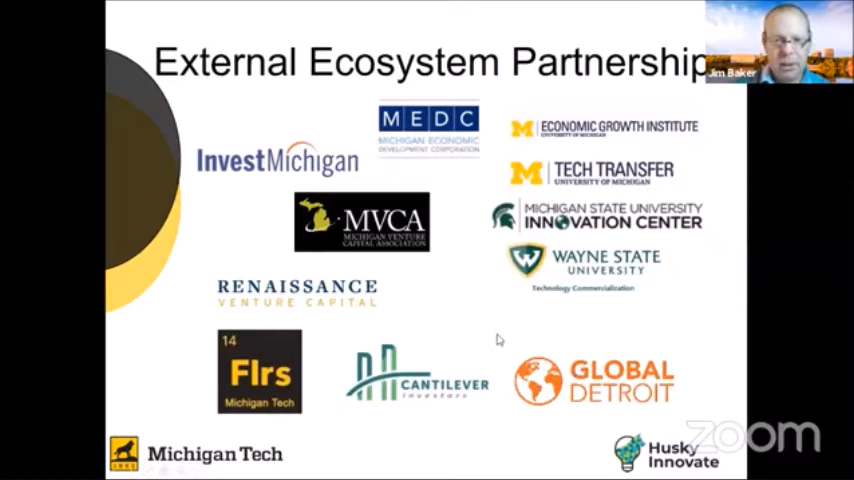 External Ecosystem Partnership
Jim Baker
MEDC
MICHIGAN ECONOMIC
DEVELOPMENT CORPORATION
M ECONOMIC GROWTH INSTITUTE
UNIVERSITY OF MICHIGAN
InvestMichigan
M TECH TRANSFER
UNIVERSITY OF MICHIGAN
MVCA
MICHIGAN VENTURE
CAPITAL ASSOCIATION
MICHIGAN STATE UNIVERSITY
INNOVATION CENTER
W WAYNE STATE
UNIVERSITY
Technology Commercialization
RENAISSANCE
VENTURE CAPITAL
14
FIrs
Michigan Tech
CANTILEVER
investors
GLOBAL
DETROIT
1885
Michigan Tech
Husky
Innovate
zoom